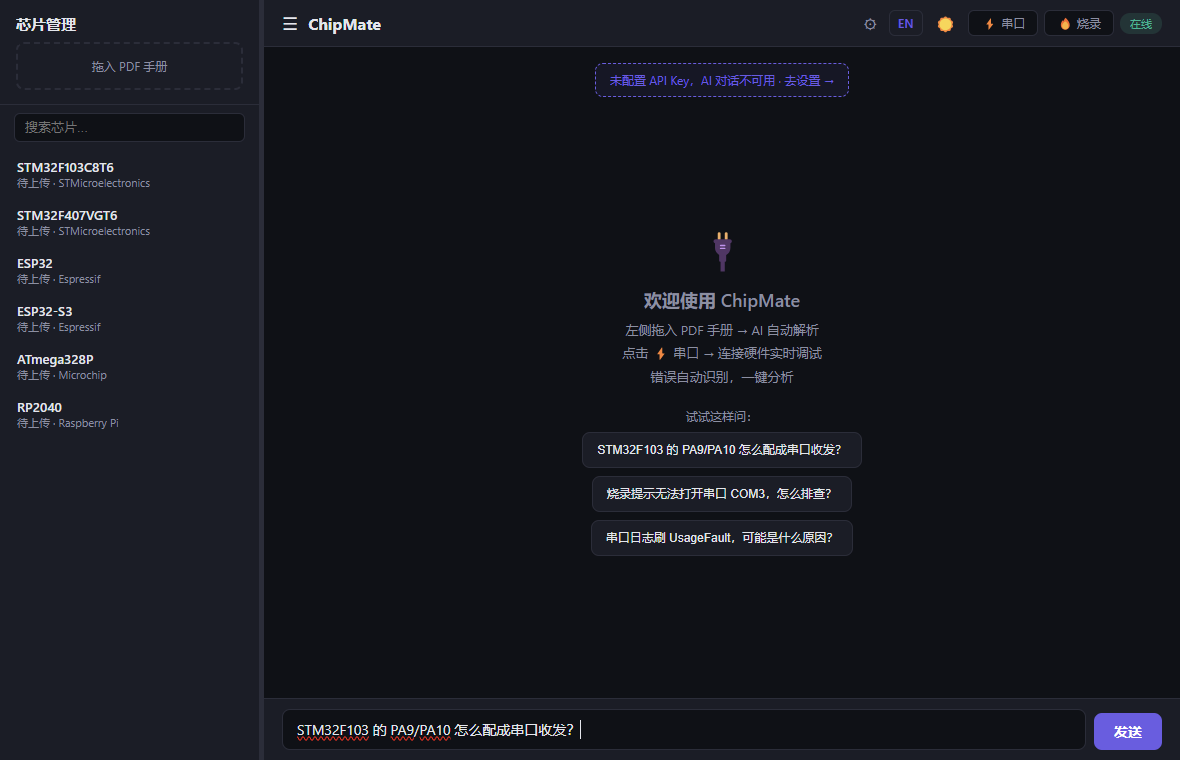 芯片管理
拖入 PDF 手册
搜索芯片...
STM32F103C8T6
待上传 · STMicroelectronics
STM32F407VGT6
待上传 · STMicroelectronics
ESP32
待上传 · Espressif
ESP32-S3
待上传 · Espressif
ATmega328P
待上传 · Microchip
RP2040
待上传 · Raspberry Pi
☰ ChipMate
EN
串口
烧录
在线
未配置 API Key，AI 对话不可用 · 去设置 →
欢迎使用 ChipMate
左侧拖入 PDF 手册 → AI 自动解析
点击 ⚡ 串口 → 连接硬件实时调试
错误自动识别，一键分析
试试这样问：
STM32F103 的 PA9/PA10 怎么配成串口收发？
烧录提示无法打开串口 COM3，怎么排查？
串口日志刷 UsageFault，可能是什么原因？
STM32F103 的 PA9/PA10 怎么配成串口收发？
发送